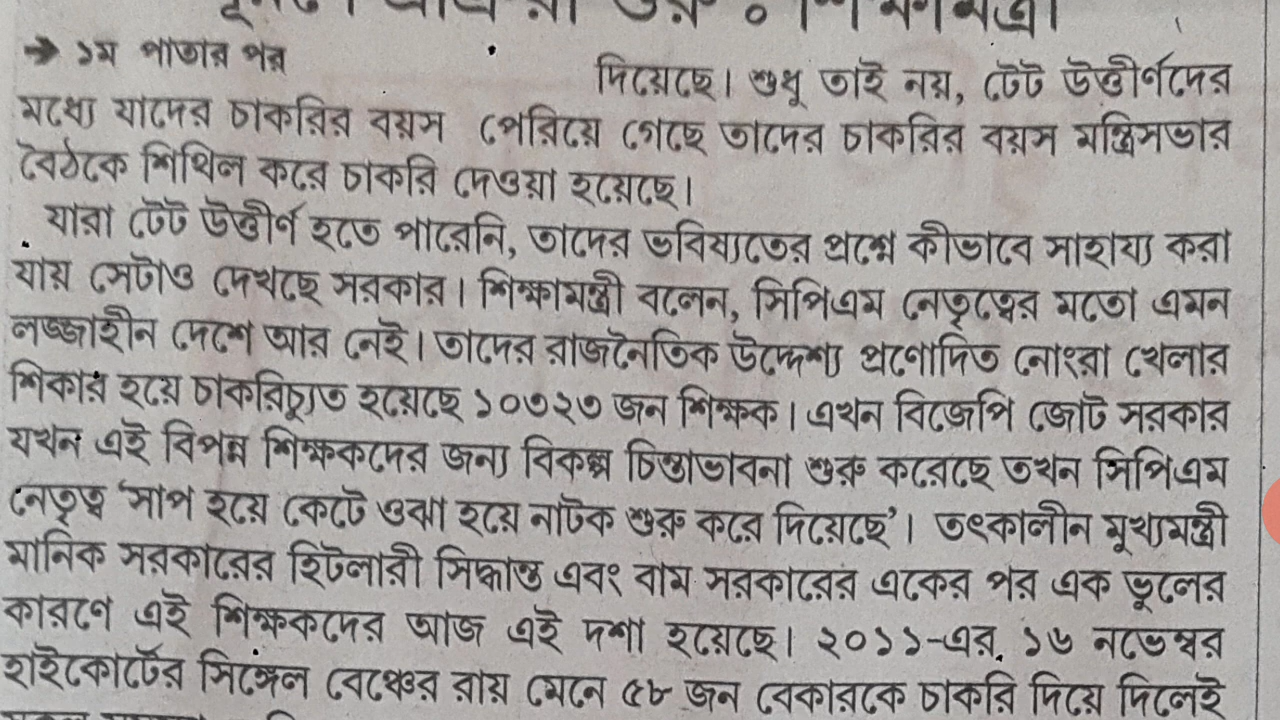 শিক্ষামন্ত্রী
➔ ১ম পাতার পর
দিয়েছে। শুধু তাই নয়, টেট উত্তীর্ণদের
মধ্যে যাদের চাকরির বয়স পেরিয়ে গেছে তাদের চাকরির বয়স মন্ত্রিসভার
বৈঠকে শিথিল করে চাকরি দেওয়া হয়েছে।
যারা টেট উত্তীর্ণ হতে পারেনি, তাদের ভবিষ্যতের প্রশ্নে কীভাবে সাহায্য করা
যায় সেটাও দেখছে সরকার। শিক্ষামন্ত্রী বলেন, সিপিএম নেতৃত্বের মতো এমন
লজ্জাহীন দেশে আর নেই। তাদের রাজনৈতিক উদ্দেশ্য প্রণোদিত নোংরা খেলার
শিকার হয়ে চাকরিচ্যুত হয়েছে ১০৩২৩ জন শিক্ষক। এখন বিজেপি জোট সরকার
যখন এই বিপন্ন শিক্ষকদের জন্য বিকল্প চিন্তাভাবনা শুরু করেছে তখন সিপিএম
নেতৃত্ব ‘সাপ হয়ে কেটে ওঝা হয়ে নাটক শুরু করে দিয়েছে’। তৎকালীন মুখ্যমন্ত্রী
মানিক সরকারের হিটলারী সিদ্ধান্ত এবং বাম সরকারের একের পর এক ভুলের
কারণে এই শিক্ষকদের আজ এই দশা হয়েছে। ২০১১-এর ১৬ নভেম্বর
হাইকোর্টের সিঙ্গেল বেঞ্চের রায় মেনে ৫৮ জন বেকারকে চাকরি দিয়ে দিলেই